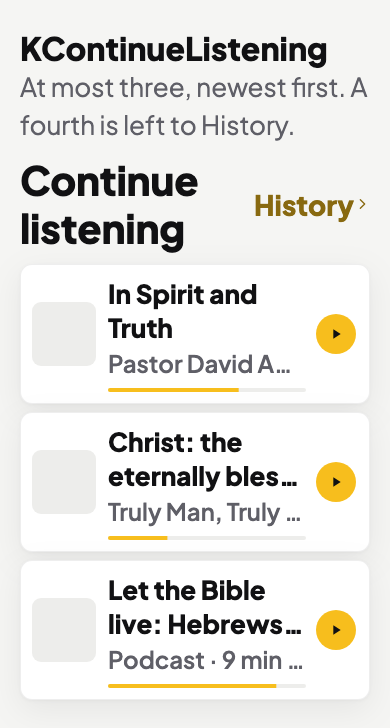 KContinueListening
At most three, newest first. A
fourth is left to History.
Continue
listening
History
In Spirit and
Truth
Pastor David A...
Christ: the
eternally bles...
Truly Man, Truly ...
Let the Bible
live: Hebrews...
Podcast · 9 min ...